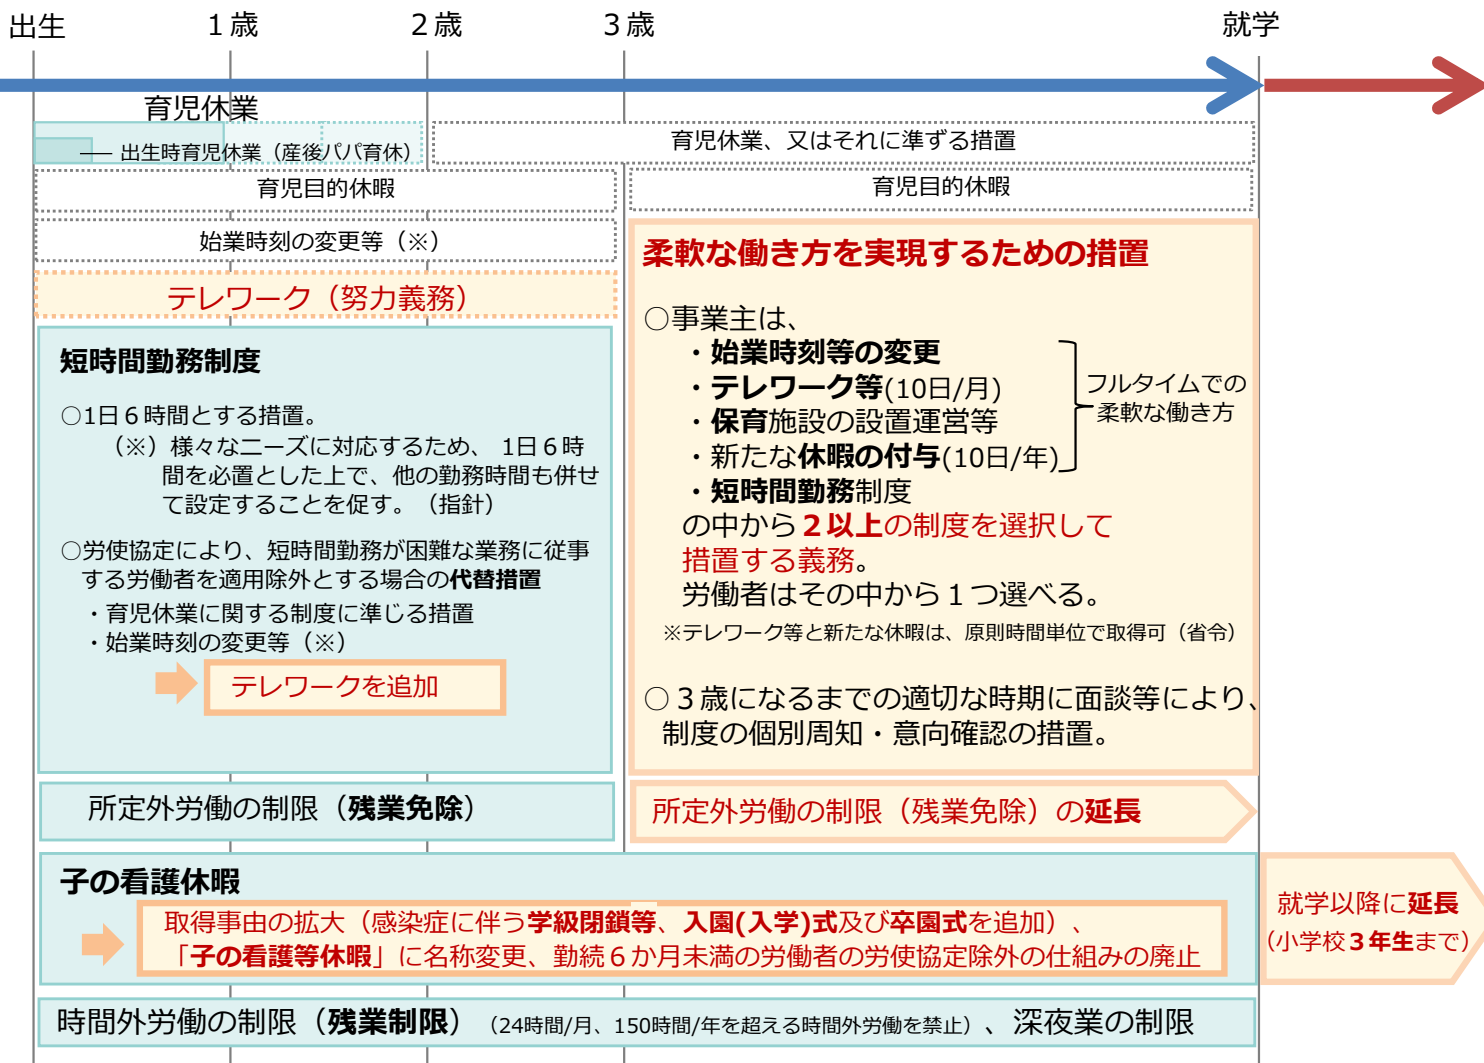 出生
1歳
2歳
3歳
就学
育児休業
出生時育児休業（産後パパ育休）
育児休業、又はそれに準ずる措置
育児目的休暇
育児目的休暇
始業時刻の変更等（※）
テレワーク（努力義務）
短時間勤務制度
○1日６時間とする措置。
（※）様々なニーズに対応するため、 1日６時
間を必置とした上で、他の勤務時間も併せ
て設定することを促す。（指針）
○労使協定により、短時間勤務が困難な業務に従事
する労働者を適用除外とする場合の代替措置
・育児休業に関する制度に準じる措置
・始業時刻の変更等（※）
テレワークを追加
柔軟な働き方を実現するための措置
○事業主は、
・始業時刻等の変更
・テレワーク等(10日/月)
・保育施設の設置運営等
・新たな休暇の付与(10日/年)
・短時間勤務制度
フルタイムでの
柔軟な働き方
の中から２以上の制度を選択して
措置する義務。
労働者はその中から１つ選べる。
※テレワーク等と新たな休暇は、原則時間単位で取得可（省令）
○３歳になるまでの適切な時期に面談等により、
制度の個別周知・意向確認の措置。
所定外労働の制限（残業免除）
所定外労働の制限（残業免除）の延長
子の看護休暇
取得事由の拡大（感染症に伴う学級閉鎖等、入園(入学)式及び卒園式を追加）、
「子の看護等休暇」に名称変更、勤続６か月未満の労働者の労使協定除外の仕組みの廃止
就学以降に延長
（小学校３年生まで）
時間外労働の制限（残業制限）（24時間/月、150時間/年を超える時間外労働を禁止）、深夜業の制限